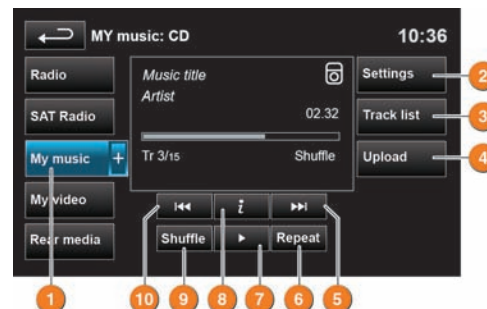 MY music: CD
10:36
Radio
SAT Radio
My music +
My video
Rear media
Music title
Artist
02.32
Tr 3/15
Shuffle
Settings
Track list
Upload
i
Shuffle
Repeat
1
2
3
4
5
6
7
8
9
10